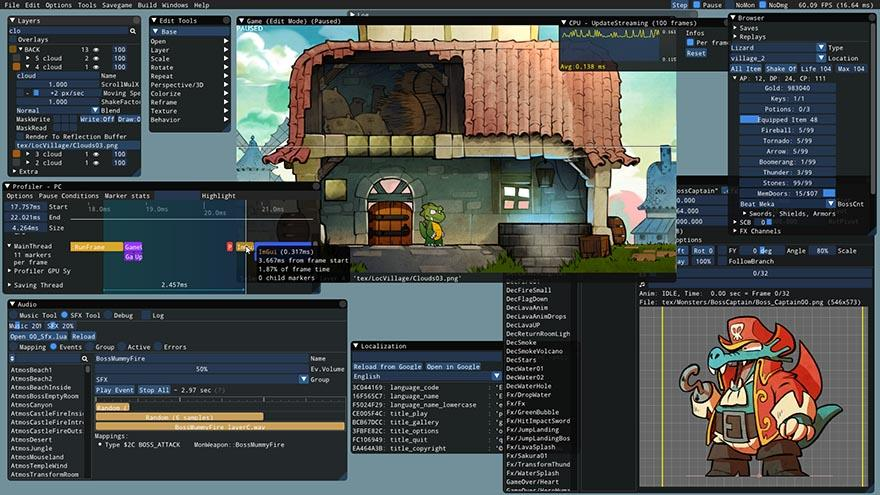 File Edit Options Tools Savegame Build Windows Help
Step Pause NoMon NoDmg 60.09 FPS (16.64 ms)
Layers
clo
Overlays
BACK 13 100
5 cloud 2 100
4 cloud 1 100
cloud Name
1.000 ScrollMulX
- +2 px/sec Moving Spe
1.000 ShakeFactor
Normal Blend
MaskWrite Write:Off Draw:O
MaskRead
Render To Reflection Buffer
tex/LocVillage/Clouds03.png
3 cloud 1 100
2 cloud 1 100
Extra
Edit Tools
Base
Open
Layer
Scale
Rotate
Repeat
Perspective/3D
Colorize
Reframe
Texture
Behavior
Log
Game (Edit Mode) (Paused)
PAUSED
'tex/LocVillage/Clouds03.png'
CPU - UpdateStreaming (100 frames)
0.161
0.115
Avg 0.138 ms
Infos
Per frame
Reset
Browser
Saves
Replays
Lizard Type
village_2 Location
All Item Shake Of Life 104 Max 104
AP: 12, DP: 24, CP: 111
Gold: 983040
Keys: 1/1
Potions: 0/3
Equipped Item 48
Fireball: 5/99
Tornado: 5/99
Arrow: 5/99
Boomerang: 1/99
Thunder: 3/99
Stones: 99/99
MemDoors: 15/$07
Beat Meka BossCnt
Swords, Shields, Armors
SCB 0
FX Channels
Profiler - PC
Options Pause Conditions Marker stats Highlight
17.757ms Start
22.021ms End
4.264ms Size
18.0ms 19.0ms 20.0ms 21.0ms
MainThread
11 markers
per frame
RunFrame Game P ImGui
Ga Up
Profiler GPU Sy
Saving Thread
2.457ms
ImGui (0.317ms)
3.667ms from frame start
1.87% of frame time
0 child markers
Audio
Music Tool SFX Tool Debug Log
Music 20% SFX 20%
Open 00_Sfx.lua Reload
Mapping Events Group Active Errors
AtmosBeach1
AtmosBeach2
AtmosBeachInside
AtmosBossEmptyRoom
AtmosCanyon
AtmosCastleFireInsi
AtmosCastleFireIntr
AtmosCastleFireOuts
AtmosDesert
AtmosJungle
AtmosMouseland
AtmosTempleWind
AtmosTransformRoom
BossMummyFire Name
50% Ev.Volume
SFX Group
Play Event Stop All ~ 2.97 sec (?)
Random (
Random (6 samples)
BossMummyFire_layerC.wav
Mappings:
Type $2C BOSS_ATTACK MonWeapon::BossMummyFire
Localization
Reload from Google Open in Google
English
3C04169: language_code : "E
16F565C7: language_name : "E
language_name_lowercase : "e
CE005F4C: title_play : "P
BCB67DCC: title_gallery : "G
3FBFE82C: title_options : "O
FC106949: title_quit : "Q
EA464A3B: title_copyright : "O
DecFireSmall
DecFlagDown
DecLavaAnim
DecLavaAnimDrops
DecLavaUP
DecReturnRoomLigh
DecSmoke
DecSmokeVolcano
DecStars
DecWater01
DecWater02
DecWaterHole
Fx/DropWater
Fx/Fx
Fx/GreenBubble
Fx/HitImpactSword
Fx/JumpLanding
Fx/JumpLandingBos
Fx/LavaSplash
Fx/Sakura01
Fx/TransformThund
Fx/WaterSplash
GameOver/Heart
Rot 0 FY 0 deg Angle 80% Scale
100% FollowBranch
0/32
Anim: IDLE, Time: 0.00 sec = Frame 0/32
File: tex/Monsters/BossCaptain/Boss_Captain00.png (546x573)